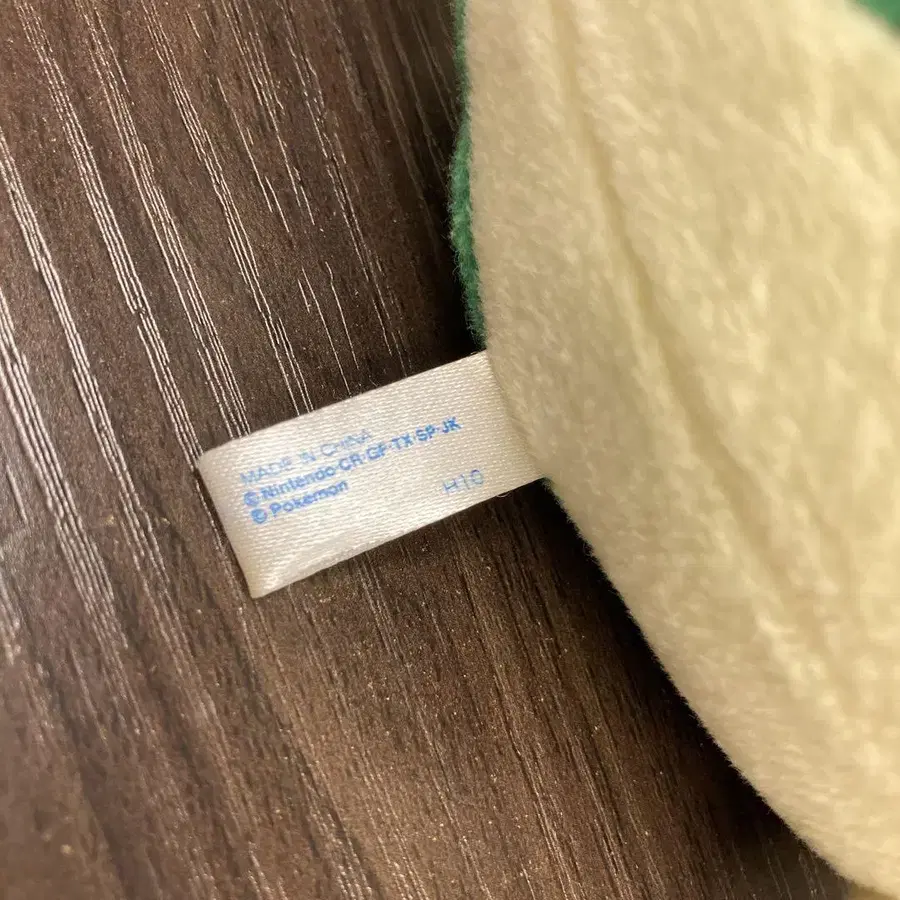 MADE IN CHINA
©Nintendo·CR·GF·TX·SP·JK
©Pokémon
H10